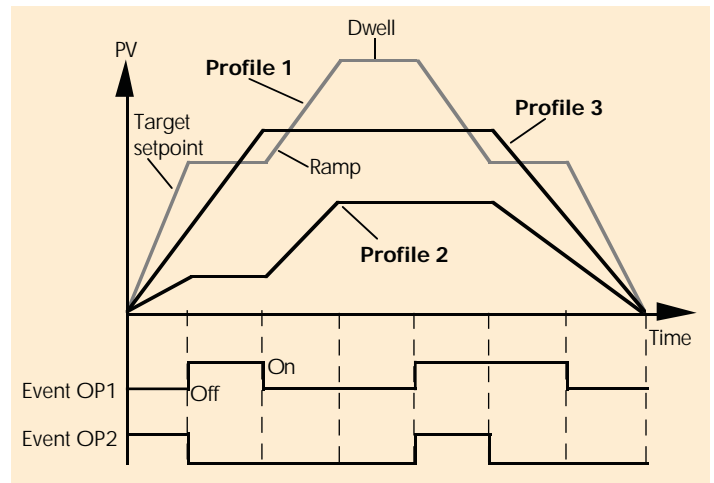 Dwell
PV
Profile 1
Profile 3
Target
setpoint
Ramp
Profile 2
Time
On
Event OP1
Off
Event OP2